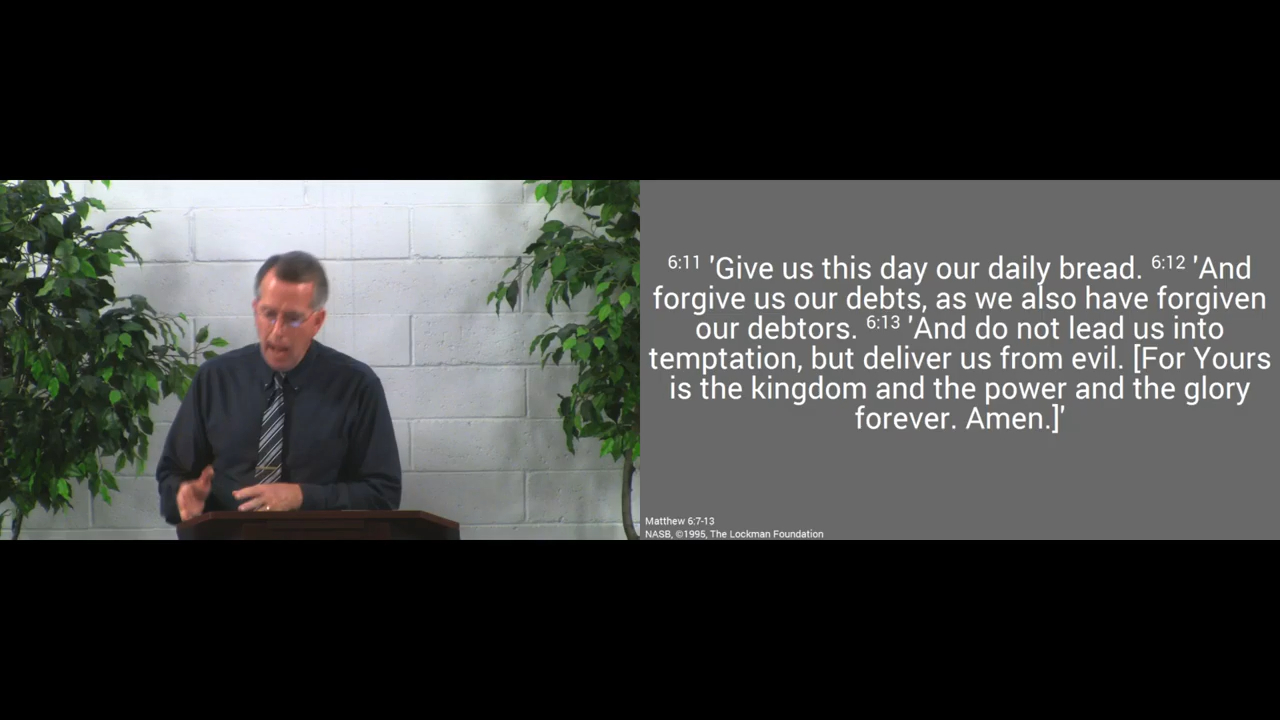 6:11 'Give us this day our daily bread. 6:12 'And
forgive us our debts, as we also have forgiven
our debtors. 6:13 'And do not lead us into
temptation, but deliver us from evil. [For Yours
is the kingdom and the power and the glory
forever. Amen.]'
Matthew 6:7-13
NASB, ©1995, The Lockman Foundation